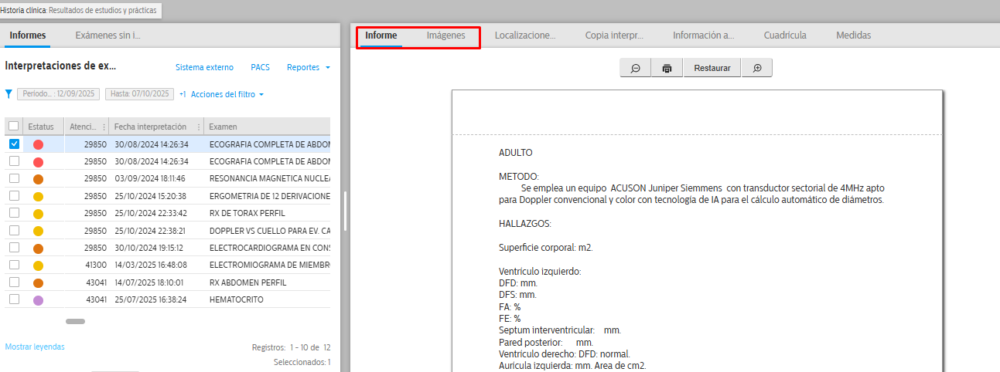 Historia clínica: Resultados de estudios y prácticas
Informes Exámenes sin i...
Interpretaciones de ex...
Sistema externo PACS Reportes
Período... : 12/09/2025 Hasta: 07/10/2025 +1 Acciones del filtro
Estatus Atenci... Fecha interpretación Examen
29850 30/08/2024 14:26:34 ECOGRAFIA COMPLETA DE ABDOM
29850 30/08/2024 14:26:34 ECOGRAFIA COMPLETA DE ABDOM
29850 03/09/2024 18:11:46 RESONANCIA MAGNETICA NUCLEA
29850 25/10/2024 15:20:38 ERGOMETRIA DE 12 DERIVACIONE
29850 25/10/2024 22:33:42 RX DE TORAX PERFIL
29850 25/10/2024 22:38:21 DOPPLER VS CUELLO PARA EV. CA
29850 30/10/2024 19:15:12 ELECTROCARDIOGRAMA EN CONS
41300 14/03/2025 16:48:08 ELECTROMIOGRAMA DE MIEMBR
43041 14/07/2025 18:10:01 RX ABDOMEN PERFIL
43041 25/07/2025 16:38:24 HEMATOCRITO
Mostrar leyendas
Registros: 1 - 10 de 12
Seleccionados: 1
Informe Imágenes Localizacione... Copia interpr... Información a... Cuadrícula Medidas
Restaurar
ADULTO
METODO:
Se emplea un equipo ACUSON Juniper Siemmens con transductor sectorial de 4MHz apto
para Doppler convencional y color con tecnología de IA para el cálculo automático de diámetros.
HALLAZGOS:
Superficie corporal: m2.
Ventrículo izquierdo:
DFD: mm.
DFS: mm.
FA: %
FE: %
Septum interventricular: mm.
Pared posterior: mm.
Ventrículo derecho: DFD: normal.
Aurícula izquierda: mm. Area de cm2.